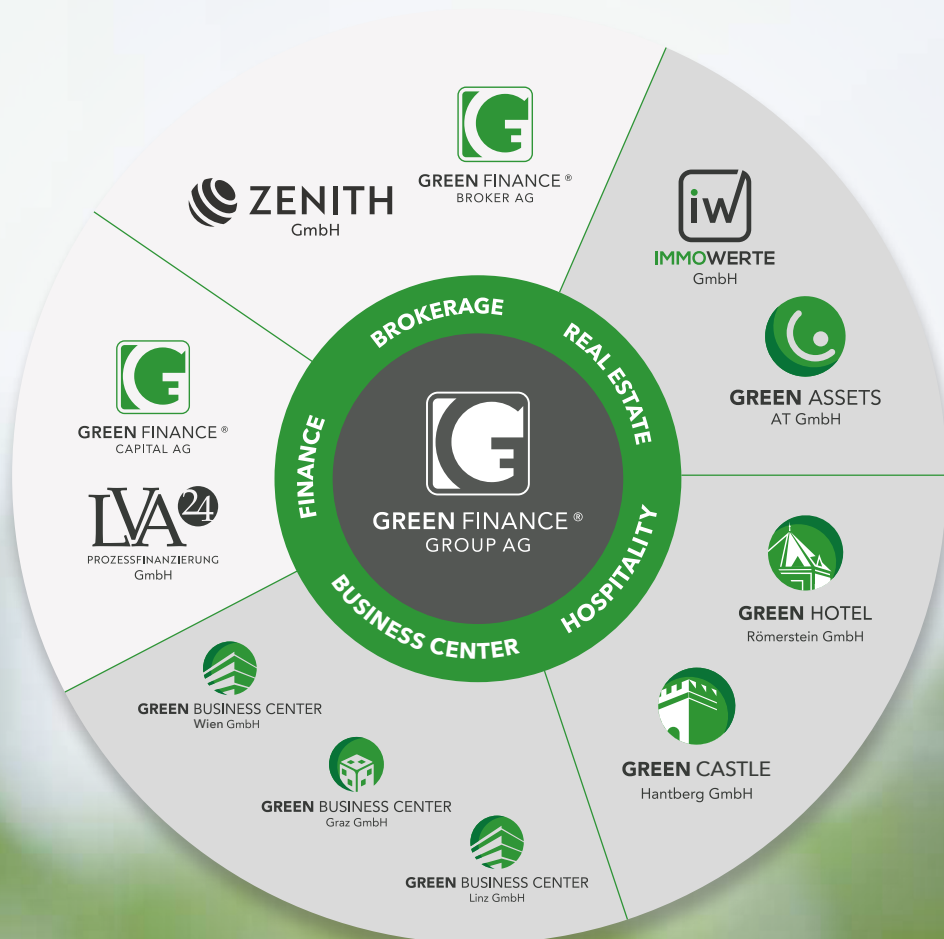 ZENITH
GmbH
GREEN FINANCE®
BROKER AG
iw
IMMOWERTE
GmbH
GREEN ASSETS
AT GmbH
GREEN HOTEL
Römerstein GmbH
GREEN CASTLE
Hantberg GmbH
GREEN BUSINESS CENTER
Linz GmbH
GREEN BUSINESS CENTER
Graz GmbH
GREEN BUSINESS CENTER
Wien GmbH
LVA24
PROZESSFINANZIERUNG
GmbH
GREEN FINANCE®
CAPITAL AG
BROKERAGE
REAL ESTATE
HOSPITALITY
BUSINESS CENTER
FINANCE
GREEN FINANCE®
GROUP AG